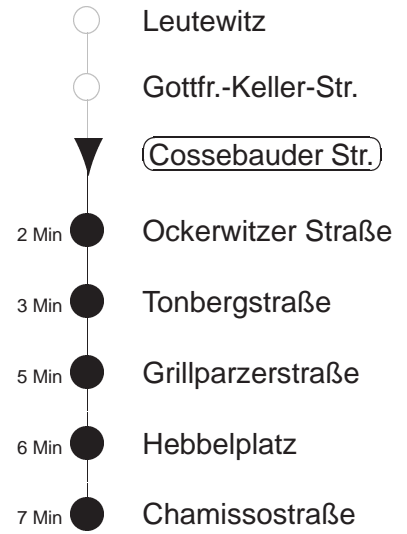 Leutewitz
Gottfr.-Keller-Str.
Cossebauder Str.
2 Min Ockerwitzer Straße
3 Min Tonbergstraße
5 Min Grillparzerstraße
6 Min Hebbelplatz
7 Min Chamissostraße